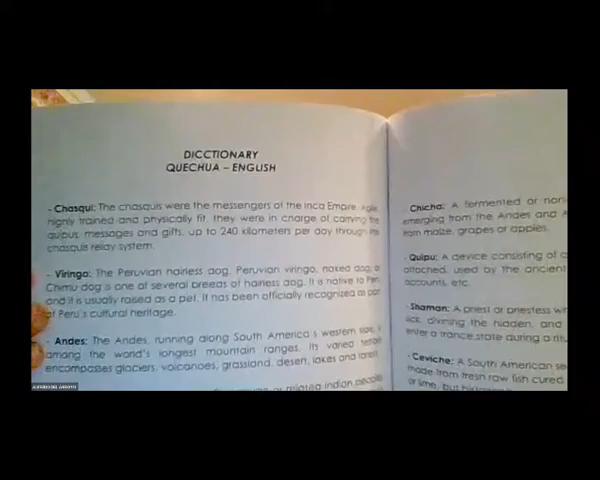 DICCTIONARY
QUECHUA – ENGLISH
- Chasqui: The chasquis were the messengers of the Inca Empire. Agile,
highly trained and physically fit, they were in charge of carrying the
quipus, messages and gifts, up to 240 kilometers per day through the
chasquis relay system.
- Viringo: The Peruvian hairless dog, Peruvian viringo, naked dog, or
Chimu dog is one of several breeds of hairless dog. It is native to Peru
and it is usually raised as a pet. It has been officially recognized as part
of Peru's cultural heritage.
- Andes: The Andes, running along South America's western side, is
among the world's longest mountain ranges. Its varied terrain
encompasses glaciers, volcanoes, grassland, desert, lakes and
or related Indian people
- Chicha: A fermented or non-
emerging from the Andes and A
from maize, grapes or apples.
- Quipu: A device consisting of a
attached, used by the ancient
accounts, etc.
- Shaman: A priest or priestess wh
sick, divining the hidden, and
enter a trance state during a ritu
- Ceviche: A South American se
made from fresh raw fish cured
or lime, but